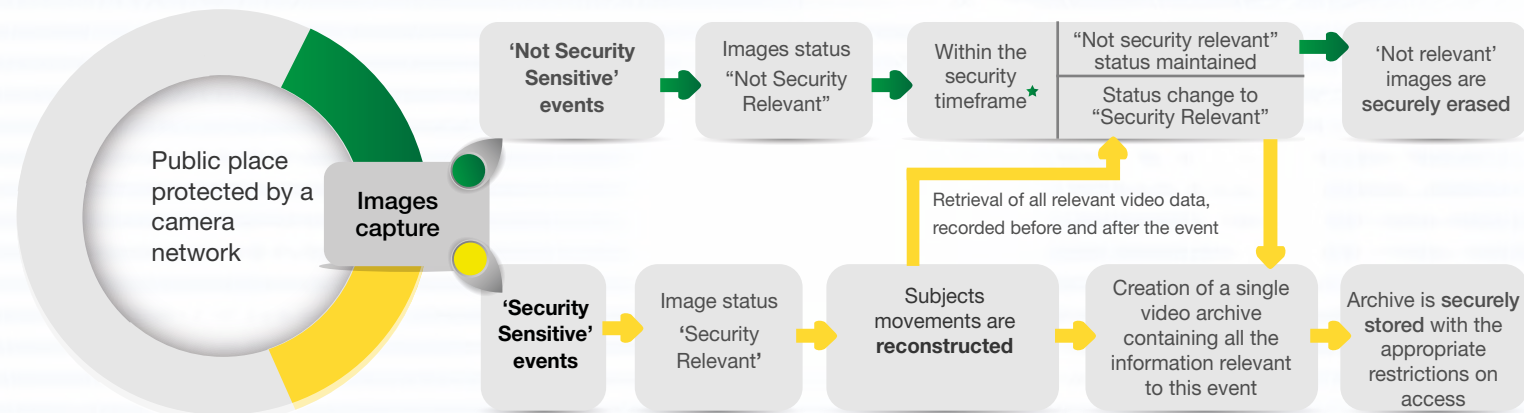 Public place
protected by a
camera
network
Images
capture
‘Not Security
Sensitive’
events
Images status
“Not Security
Relevant”
Within the
security
timeframe★
“Not security relevant”
status maintained
Status change to
“Security Relevant”
‘Not relevant’
images are
securely erased
Retrieval of all relevant video data,
recorded before and after the event
‘Security
Sensitive’
events
Image status
‘Security
Relevant’
Subjects
movements are
reconstructed
Creation of a single
video archive
containing all the
information relevant
to this event
Archive is securely
stored with the
appropriate
restrictions on
access